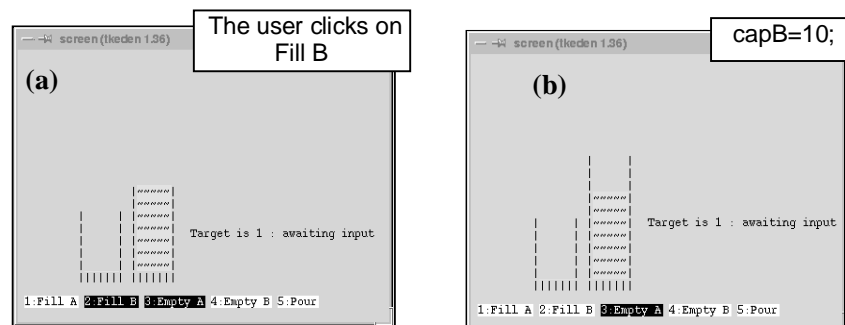 screen (tkeden 1.36)
The user clicks on
Fill B
(a)
Target is 1 : awaiting input
1:Fill A 2:Fill B 3:Empty A 4:Empty B 5:Pour
screen (tkeden 1.36)
capB=10;
(b)
Target is 1 : awaiting input
1:Fill A 2:Fill B 3:Empty A 4:Empty B 5:Pour